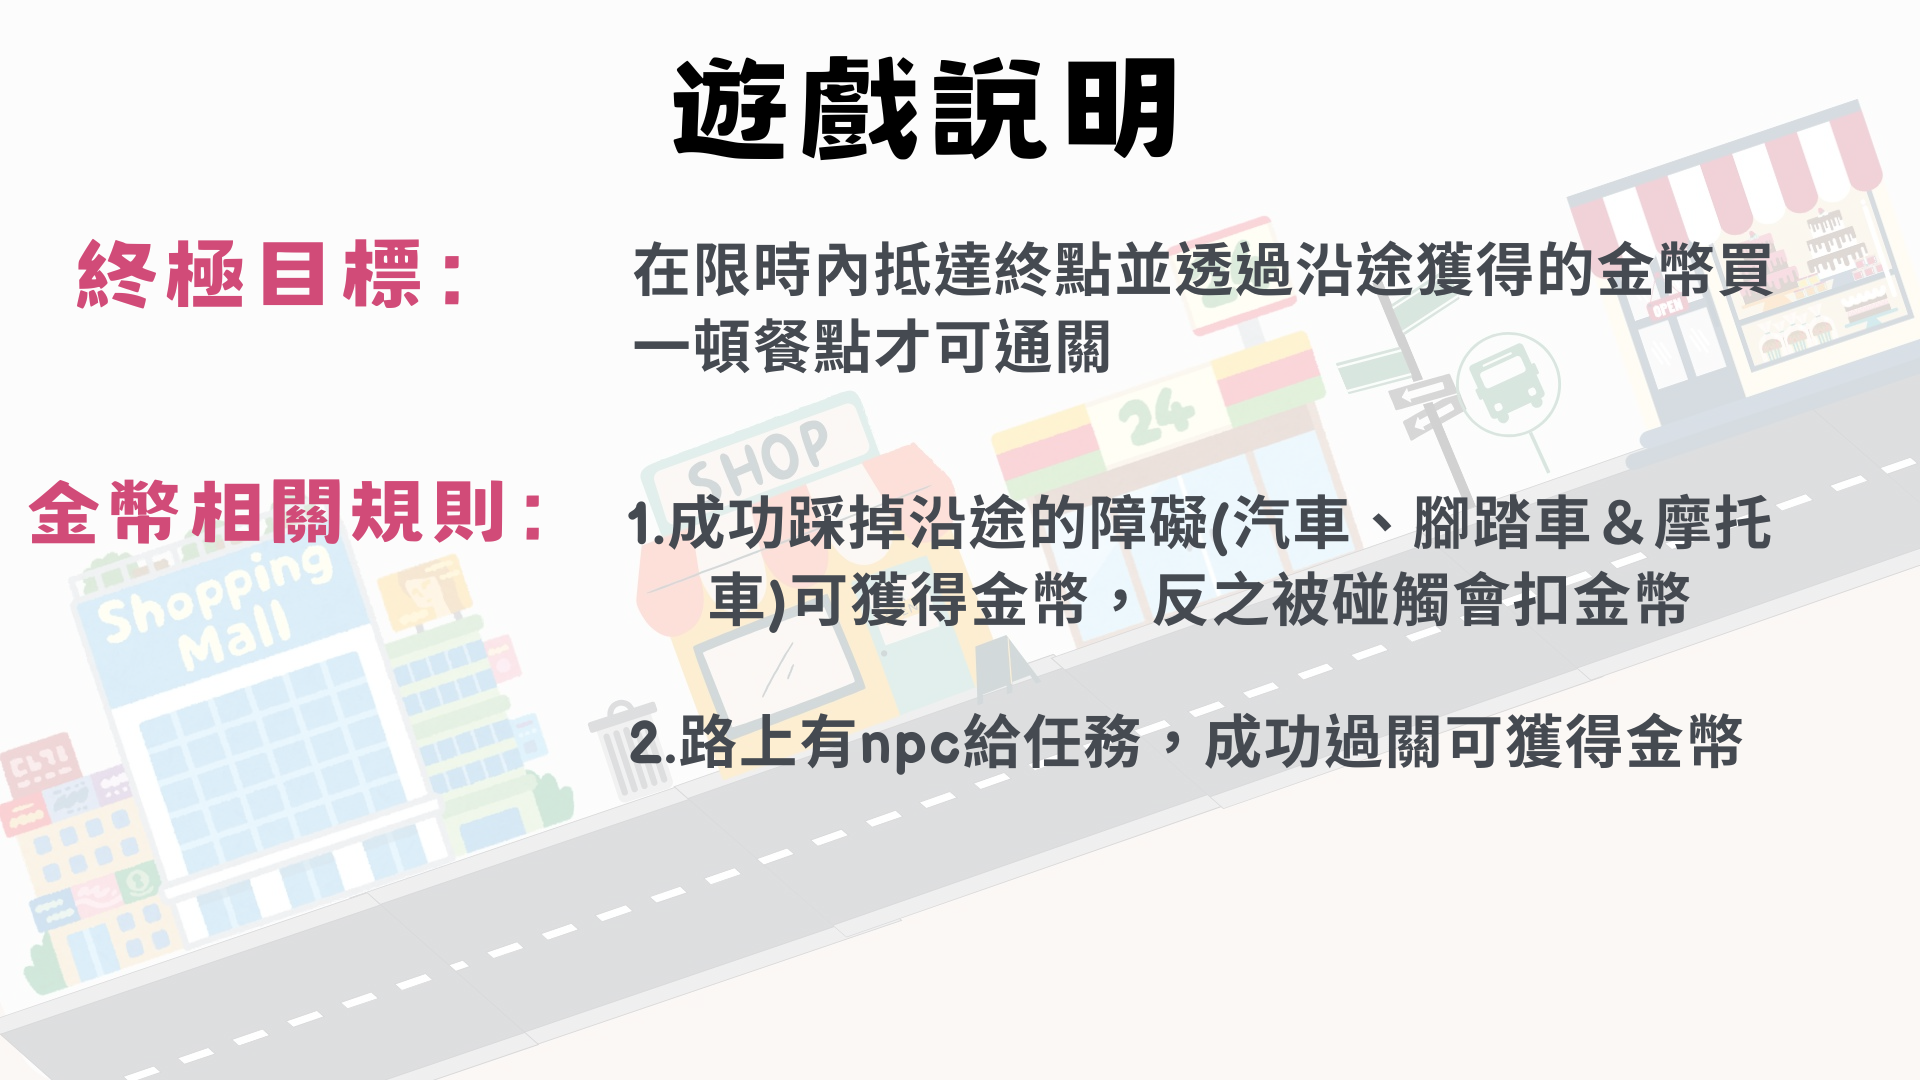 遊戲說明
終極目標：
在限時內抵達終點並透過沿途獲得的金幣買
一頓餐點才可通關
金幣相關規則：
1.成功踩掉沿途的障礙(汽車、腳踏車＆摩托
車)可獲得金幣，反之被碰觸會扣金幣
2.路上有npc給任務，成功過關可獲得金幣
SHOP
24
OPEN
Shopping
Mall